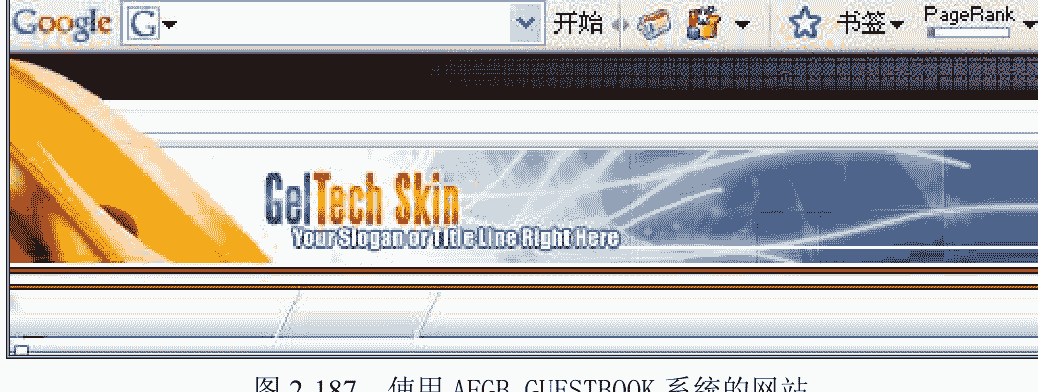 Google G 开始 书签 PageRank
GelTech Skin
Your Slogan or Title Line Right Here
图 2-187 使用 AFGB GUESTBOOK 系统的网站